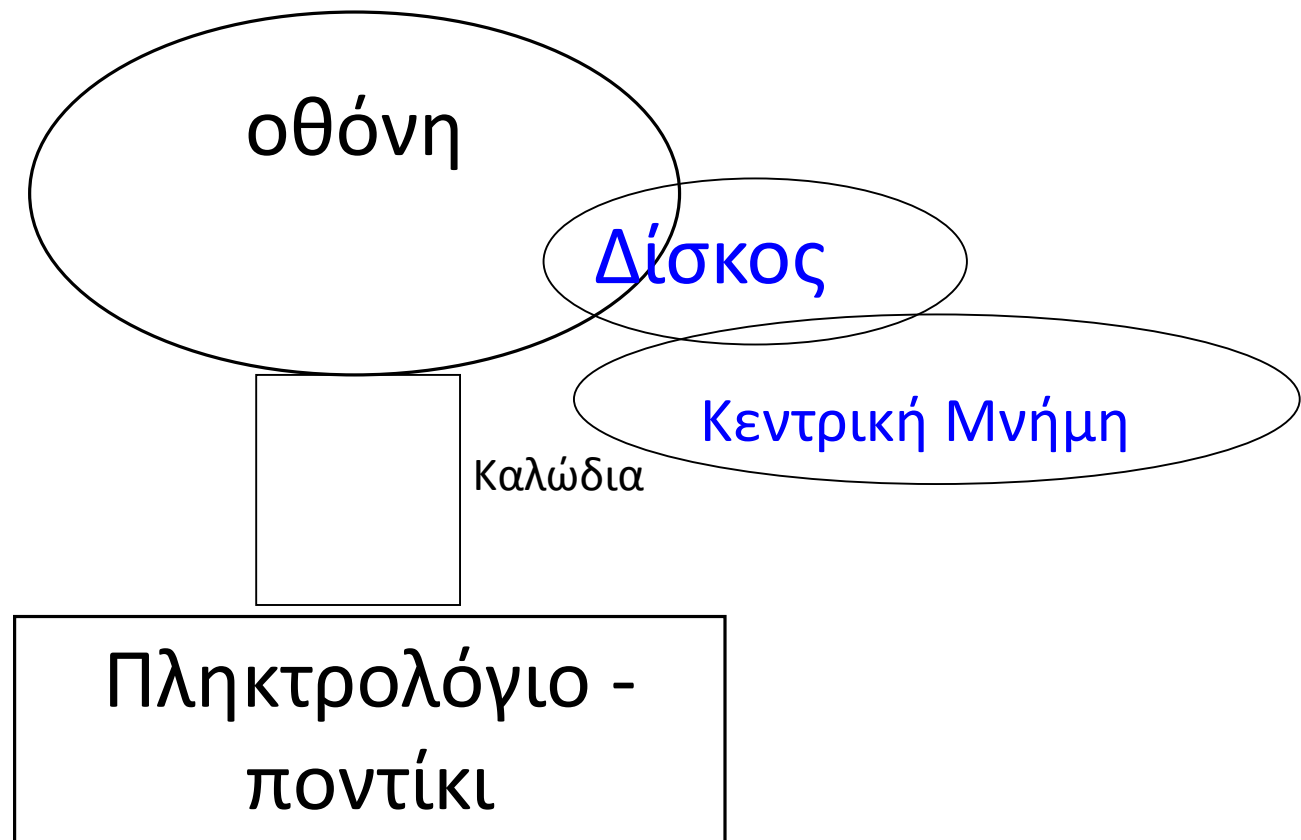 οθόνη
Δίσκος
Κεντρική Μνήμη
Καλώδια
Πληκτρολόγιο -
ποντίκι